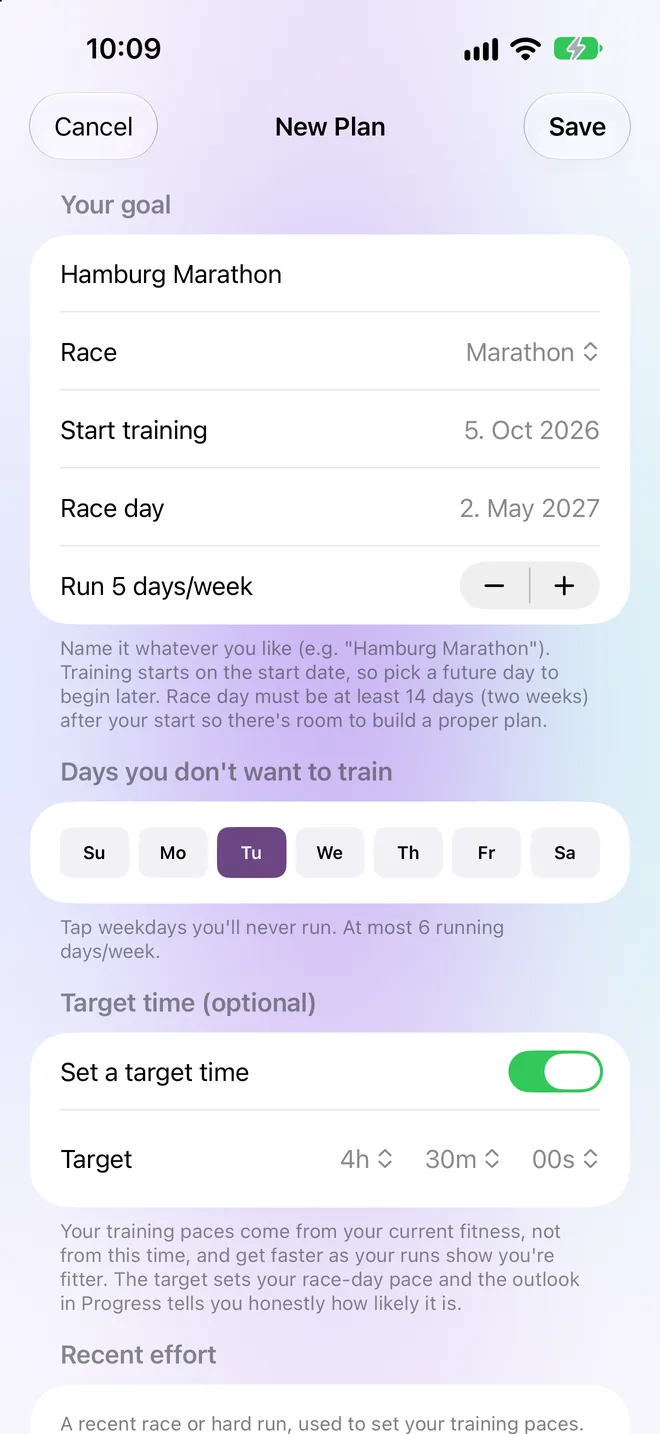 10:09
Cancel
New Plan
Save
Your goal
Hamburg Marathon
Race
Marathon
Start training
5. Oct 2026
Race day
2. May 2027
Run 5 days/week
− +
Name it whatever you like (e.g. "Hamburg Marathon").
Training starts on the start date, so pick a future day to
begin later. Race day must be at least 14 days (two weeks)
after your start so there's room to build a proper plan.
Days you don't want to train
Su Mo Tu We Th Fr Sa
Tap weekdays you'll never run. At most 6 running
days/week.
Target time (optional)
Set a target time
Target
4h 30m 00s
Your training paces come from your current fitness, not
from this time, and get faster as your runs show you're
fitter. The target sets your race-day pace and the outlook
in Progress tells you honestly how likely it is.
Recent effort
A recent race or hard run, used to set your training paces.